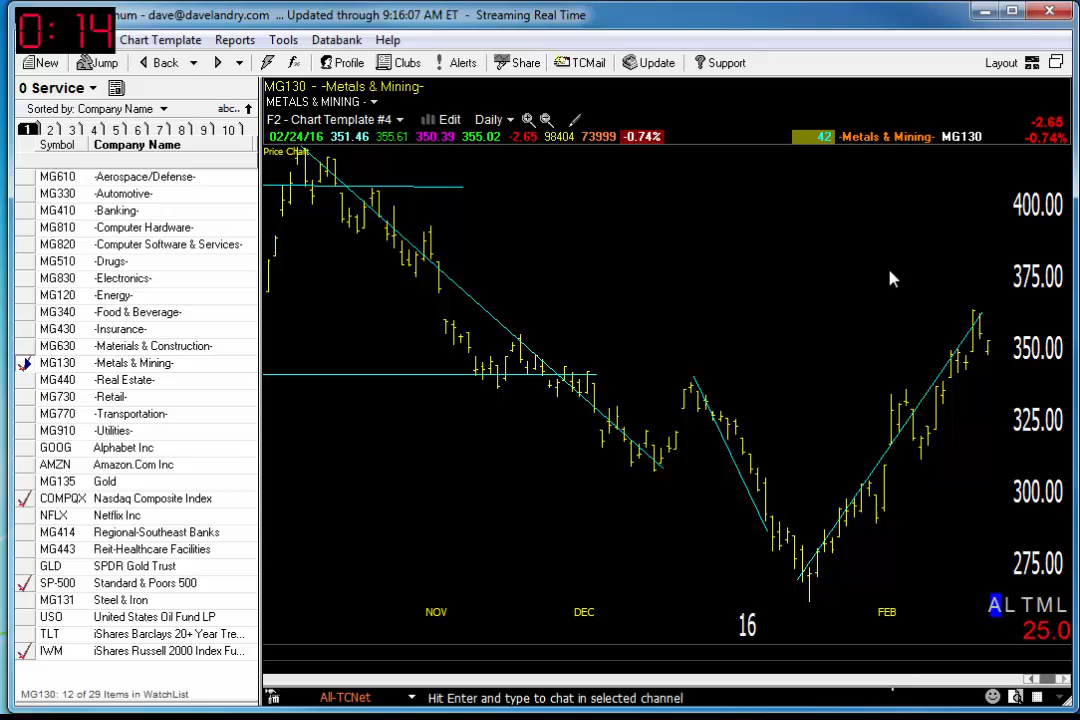 0:14
num - dave@davelandry.com ... Updated through 9:16:07 AM ET - Streaming Real Time
Chart Template Reports Tools Databank Help
New Jump Back Profile Clubs Alerts Share TCMail Update Support Layout
0 Service
Sorted by: Company Name abc..
1 2 3 4 5 6 7 8 9 10
Symbol Company Name
MG610 -Aerospace/Defense-
MG330 -Automotive-
MG410 -Banking-
MG810 -Computer Hardware-
MG820 -Computer Software & Services-
MG510 -Drugs-
MG830 -Electronics-
MG120 -Energy-
MG340 -Food & Beverage-
MG430 -Insurance-
MG630 -Materials & Construction-
MG130 -Metals & Mining-
MG440 -Real Estate-
MG730 -Retail-
MG770 -Transportation-
MG910 -Utilities-
GOOG Alphabet Inc
AMZN Amazon.Com Inc
MG135 Gold
COMPQX Nasdaq Composite Index
NFLX Netflix Inc
MG414 Regional-Southeast Banks
MG443 Reit-Healthcare Facilities
GLD SPDR Gold Trust
SP-500 Standard & Poors 500
MG131 Steel & Iron
USO United States Oil Fund LP
TLT iShares Barclays 20+ Year Tre...
IWM iShares Russell 2000 Index Fu...
MG130: 12 of 29 Items in WatchList
MG130 - -Metals & Mining-
METALS & MINING -
F2 - Chart Template #4 Edit Daily
02/24/16 351.46 355.61 350.39 355.02 -2.65 98404 73999 -0.74% 42 -Metals & Mining- MG130
-2.65
-0.74%
Price Chart
400.00
375.00
350.00
325.00
300.00
275.00
NOV DEC 16 FEB
A L T M L
25.0
All-TCNet Hit Enter and type to chat in selected channel